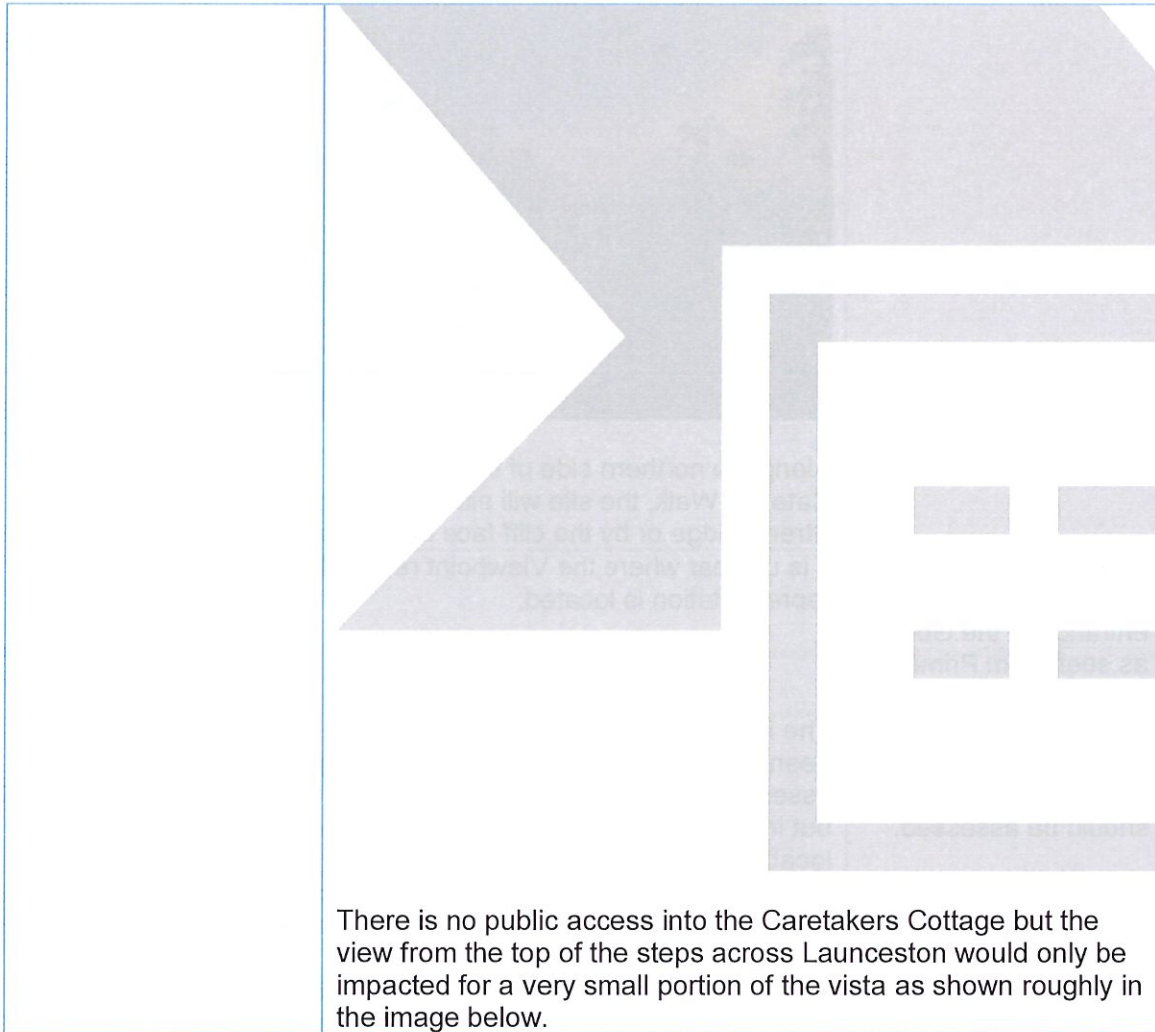 There is no public access into the Caretakers Cottage but the
view from the top of the steps across Launceston would only be
impacted for a very small portion of the vista as shown roughly in
the image below.